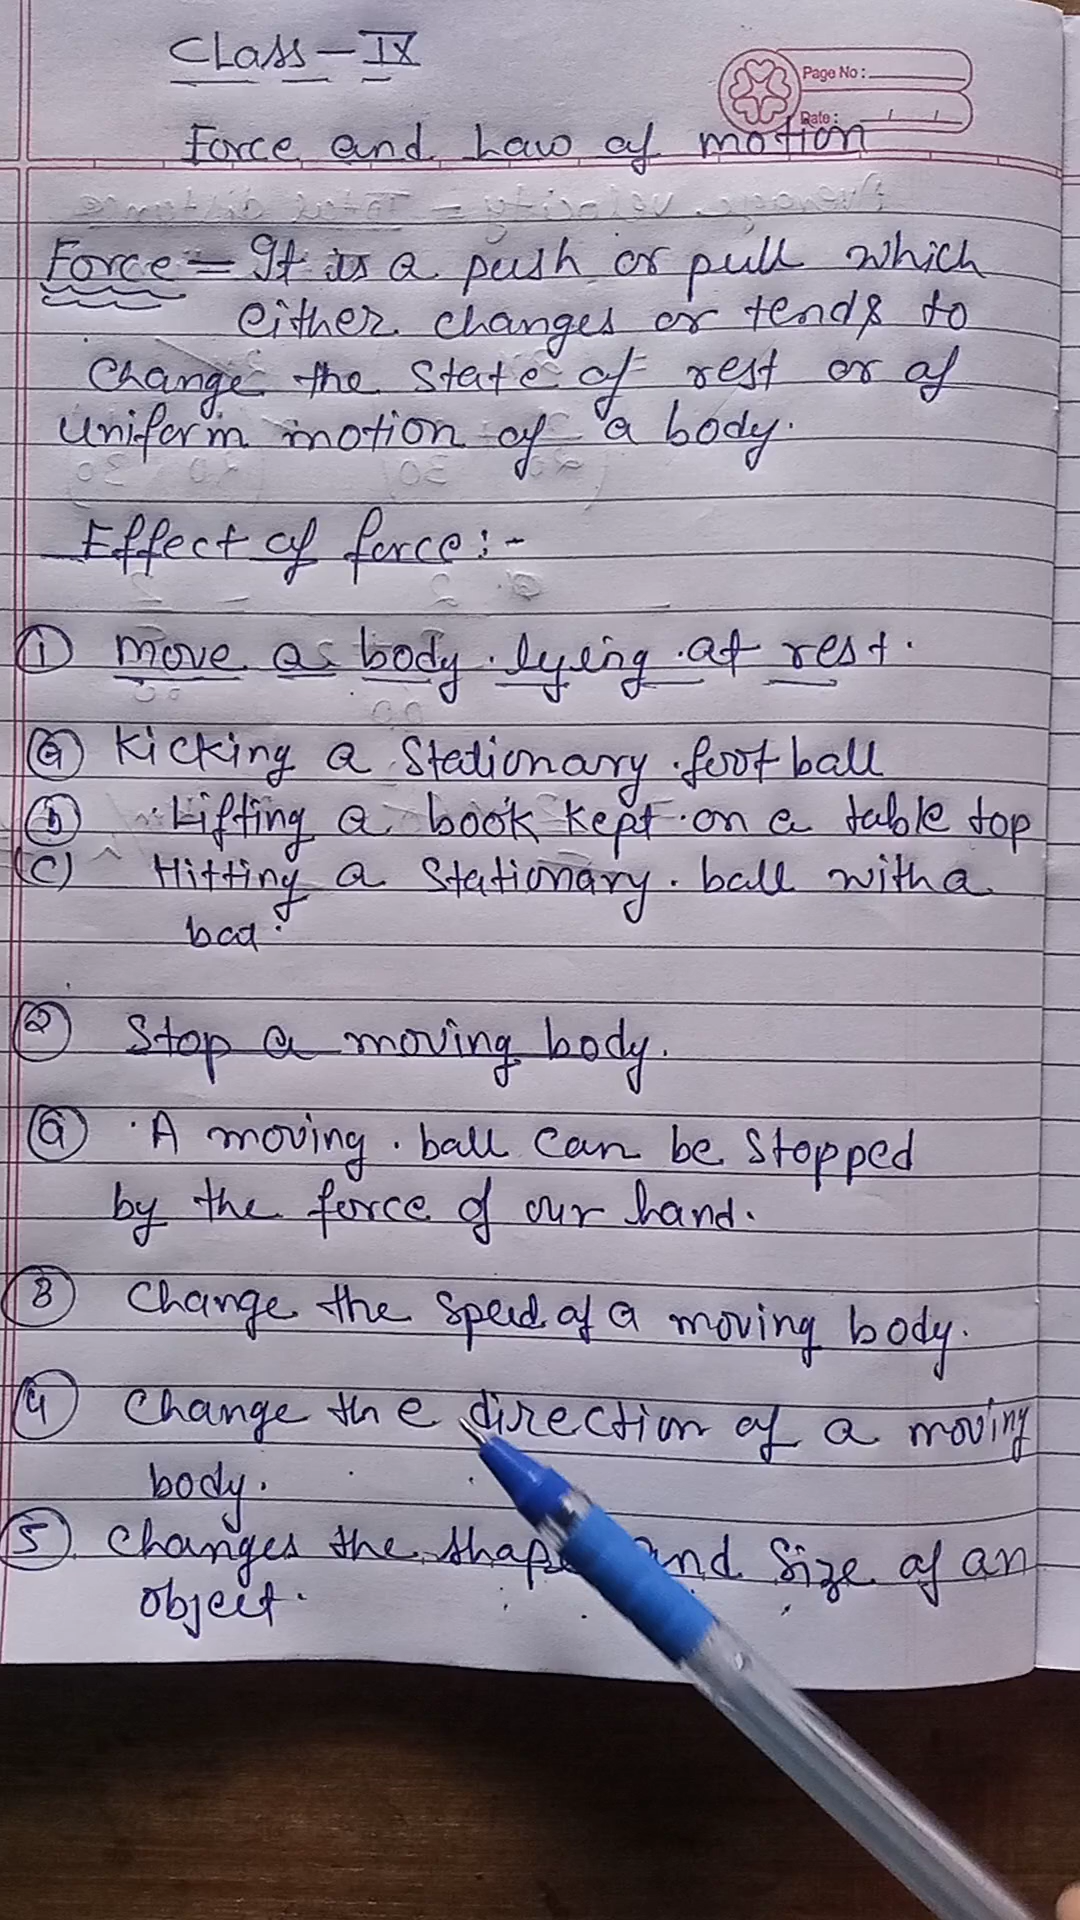 Class - IX
Page No :
Date :
Force and Law of motion
Force = It is a push or pull which
either changes or tends to
change the state of rest or of
uniform motion of a body.
Effect of force :-
① move as body lying at rest.
ⓐ Kicking a stationary football
ⓑ Lifting a book kept on a table top
(c) Hitting a stationary ball with a
bat.
② Stop a moving body.
ⓐ A moving ball can be stopped
by the force of our hand.
③ Change the speed of a moving body.
④ Change the direction of a moving
body.
⑤ Changes the shape and size of an
object.